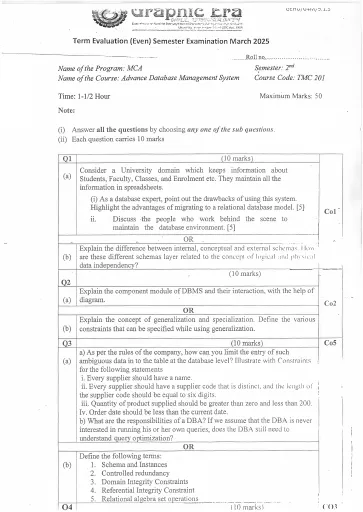 Graphic Era
Term Evaluation (Even) Semester Examination March 2025
Roll no.
Name of the Program: MCA Semester: 2nd
Name of the Course: Advance Database Management System Course Code: TMC 201
Time: 1-1/2 Hour Maximum Marks: 50
Note:
(i) Answer all the questions by choosing any one of the sub questions.
(ii) Each question carries 10 marks
Q1 (10 marks)
(a) Consider a University domain which keeps information about
Students, Faculty, Classes, and Enrolment etc. They maintain all the
information in spreadsheets.
(i) As a database expert, point out the drawbacks of using this system.
Highlight the advantages of migrating to a relational database model. [5]
Co1
ii. Discuss the people who work behind the scene to
maintain the database environment. [5]
OR
Explain the difference between internal, conceptual and external schemas. How
(b) are these different schemas layer related to the concept of logical and physical
data independence?
(10 marks)
Q2
Explain the component module of DBMS and their interaction, with the help of
(a) diagram.
Co2
OR
Explain the concept of generalization and specialization. Define the various
(b) constraints that can be specified while using generalization.
Q3 (10 marks) Co5
(a) a) As per the rules of the company, how can you limit the entry of such
ambiguous data in to the table at the database level? Illustrate with Constraints
for the following statements
i. Every supplier should have a name.
ii. Every supplier should have a supplier code that is distinct, and the length of
the supplier code should be equal to six digits.
iii. Quantity of product supplied should be greater than zero and less than 200.
Iv. Order date should be less than the current date.
b) What are the responsibilities of a DBA? If we assume that the DBA is never
interested in running his or her own queries, does the DBA still need to
understand query optimization?
OR
Define the following terms:
(b) 1. Schema and Instances
2. Controlled redundancy
3. Domain Integrity Constraints
4. Referential Integrity Constraint
5. Relational algebra set operations
Q4 (10 marks) CO3